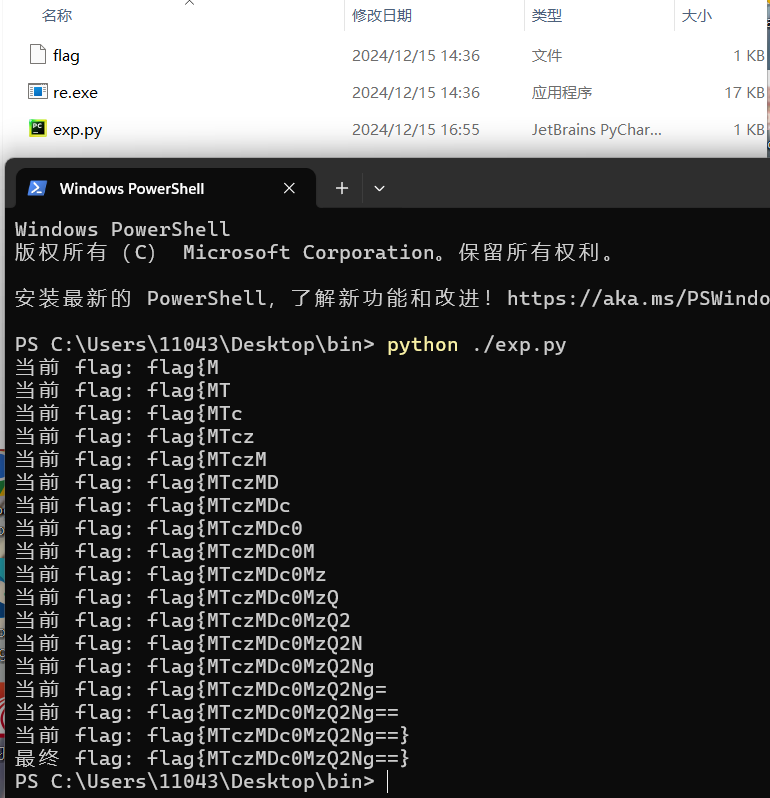 名称 修改日期 类型 大小
flag 2024/12/15 14:36 文件 1 KB
re.exe 2024/12/15 14:36 应用程序 17 KB
exp.py 2024/12/15 16:55 JetBrains PyChar... 1 KB
Windows PowerShell
Windows PowerShell
版权所有 (C) Microsoft Corporation。保留所有权利。
安装最新的 PowerShell，了解新功能和改进！https://aka.ms/PSWindo
PS C:\Users\11043\Desktop\bin> python ./exp.py
当前 flag: flag{M
当前 flag: flag{MT
当前 flag: flag{MTc
当前 flag: flag{MTcz
当前 flag: flag{MTczM
当前 flag: flag{MTczMD
当前 flag: flag{MTczMDc
当前 flag: flag{MTczMDc0
当前 flag: flag{MTczMDc0M
当前 flag: flag{MTczMDc0Mz
当前 flag: flag{MTczMDc0MzQ
当前 flag: flag{MTczMDc0MzQ2
当前 flag: flag{MTczMDc0MzQ2N
当前 flag: flag{MTczMDc0MzQ2Ng
当前 flag: flag{MTczMDc0MzQ2Ng=
当前 flag: flag{MTczMDc0MzQ2Ng==
当前 flag: flag{MTczMDc0MzQ2Ng==}
最终 flag: flag{MTczMDc0MzQ2Ng==}
PS C:\Users\11043\Desktop\bin>